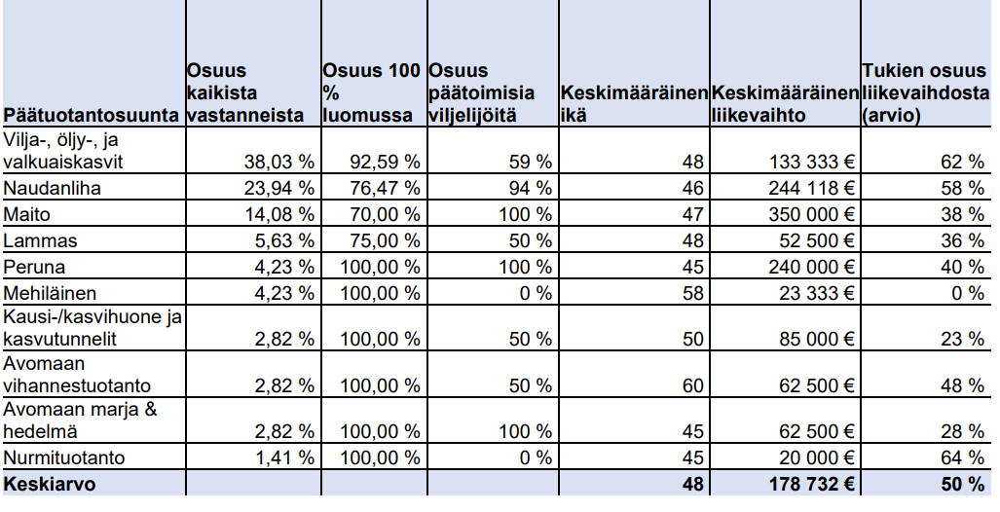 Päätuotantosuunta Osuus kaikista vastanneista Osuus 100 % luomussa Osuus päätoimisia viljelijöitä Keskimääräinen ikä Keskimääräinen liikevaihto Tukien osuus liikevaihdosta (arvio)
Vilja-, öljy-, ja valkuaiskasvit 38,03 % 92,59 % 59 % 48 133 333 € 62 %
Naudanliha 23,94 % 76,47 % 94 % 46 244 118 € 58 %
Maito 14,08 % 70,00 % 100 % 47 350 000 € 38 %
Lammas 5,63 % 75,00 % 50 % 48 52 500 € 36 %
Peruna 4,23 % 100,00 % 100 % 45 240 000 € 40 %
Mehiläinen 4,23 % 100,00 % 0 % 58 23 333 € 0 %
Kausi-/kasvihuone ja kasvutunnelit 2,82 % 100,00 % 50 % 50 85 000 € 23 %
Avomaan vihannestuotanto 2,82 % 100,00 % 50 % 60 62 500 € 48 %
Avomaan marja & hedelmä 2,82 % 100,00 % 100 % 45 62 500 € 28 %
Nurmituotanto 1,41 % 100,00 % 0 % 45 20 000 € 64 %
Keskiarvo 48 178 732 € 50 %